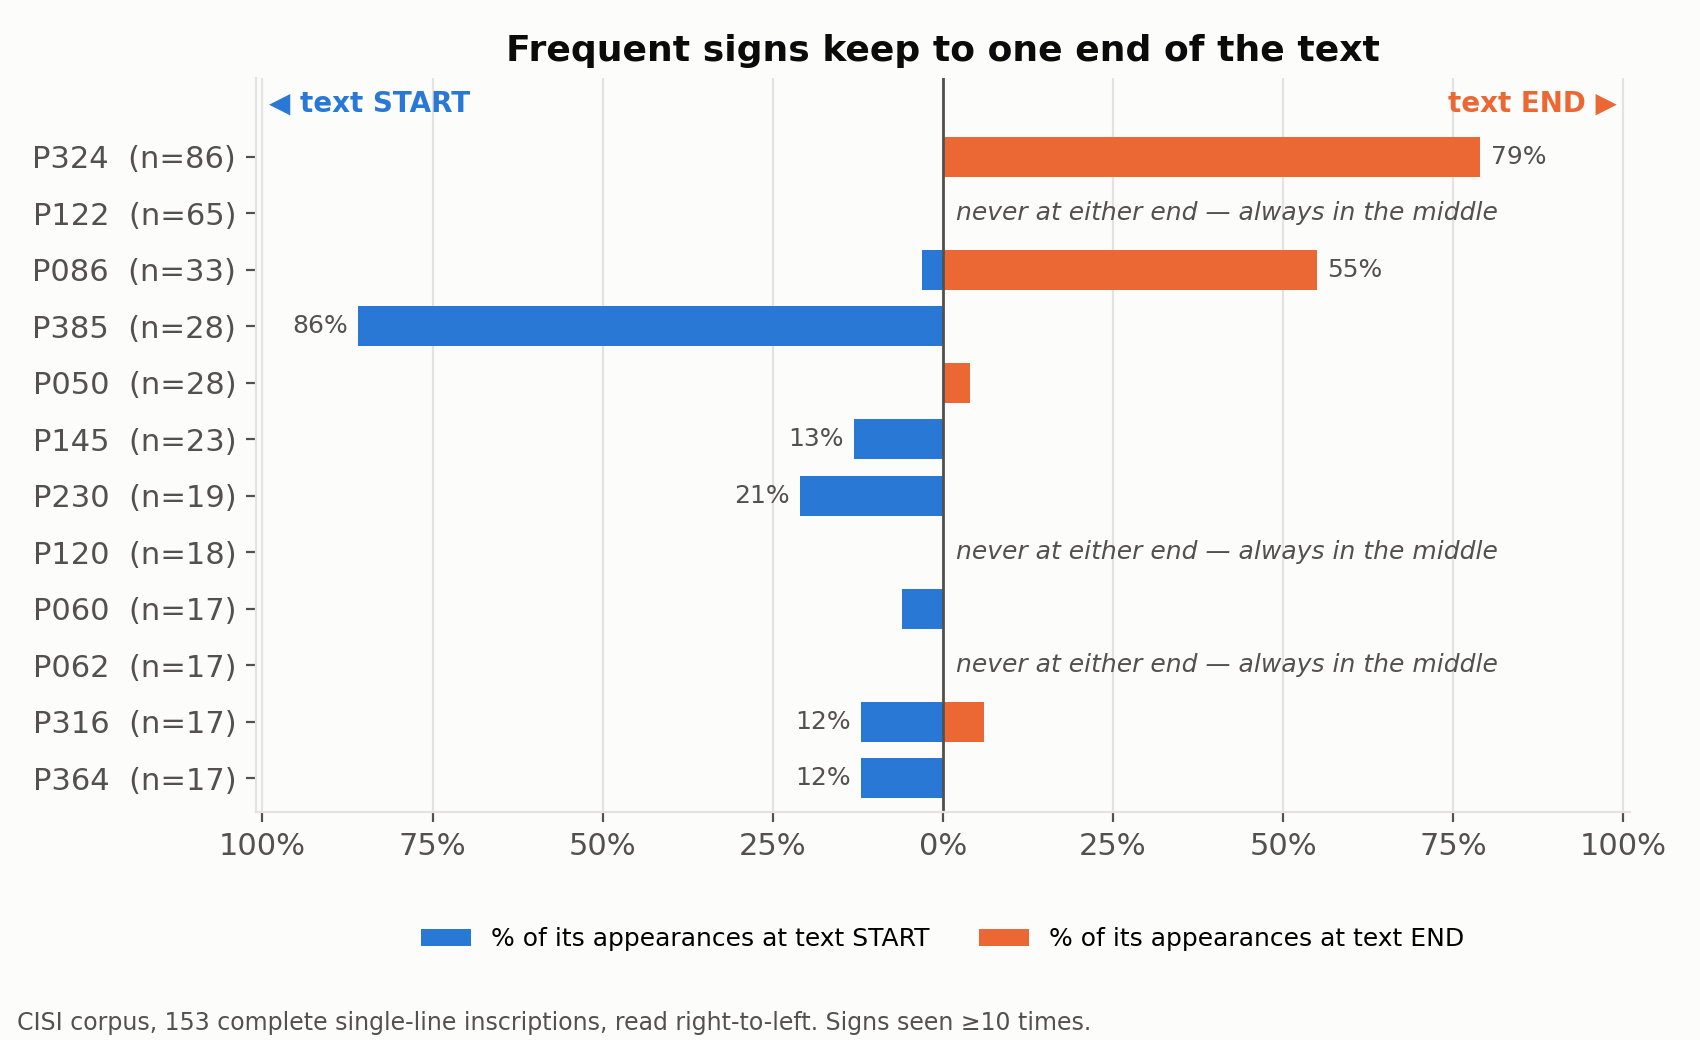 Frequent signs keep to one end of the text
◀ text START text END ▶
P324 (n=86) 79%
P122 (n=65) never at either end — always in the middle
P086 (n=33) 55%
P385 (n=28) 86%
P050 (n=28)
P145 (n=23) 13%
P230 (n=19) 21%
P120 (n=18) never at either end — always in the middle
P060 (n=17)
P062 (n=17) never at either end — always in the middle
P316 (n=17) 12%
P364 (n=17) 12%
100% 75% 50% 25% 0% 25% 50% 75% 100%
% of its appearances at text START % of its appearances at text END
CISI corpus, 153 complete single-line inscriptions, read right-to-left. Signs seen ≥10 times.